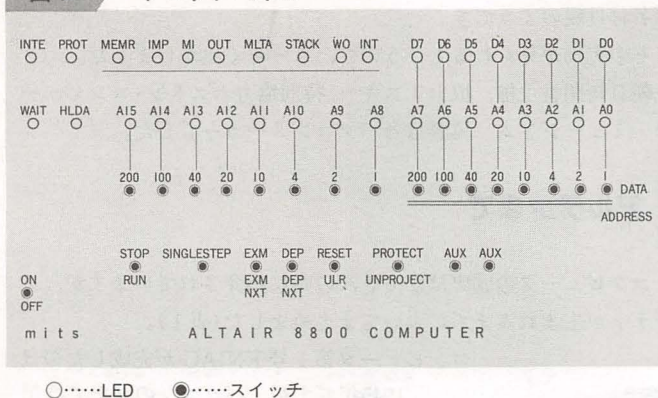 INTE PROT MEMR IMP MI OUT MLTA STACK WO INT D7 D6 D5 D4 D3 D2 D1 D0
WAIT HLDA A15 A14 A13 A12 A11 A10 A9 A8 A7 A6 A5 A4 A3 A2 A1 A0
200 100 40 20 10 4 2 1 200 100 40 20 10 4 2 1
DATA
ADDRESS
STOP SINGLESTEP EXM DEP RESET PROTECT AUX AUX
RUN EXM NXT DEP NXT ULR UNPROJECT
ON
OFF
mits ALTAIR 8800 COMPUTER
○……LED ◉……スイッチ